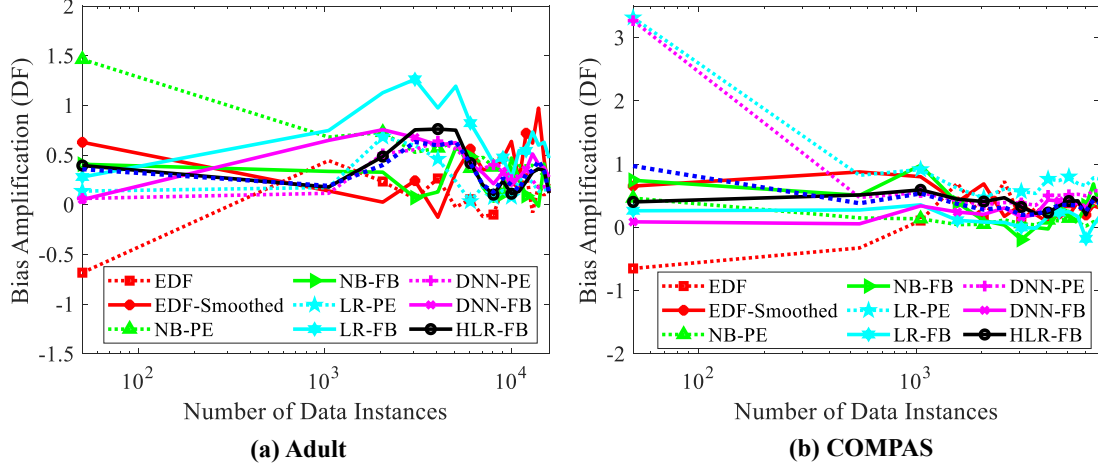 2
1.5
1
0.5
0
-0.5
-1
-1.5
Bias Amplification (DF)
10^2
10^3
10^4
Number of Data Instances
EDF
EDF-Smoothed
NB-PE
NB-FB
LR-PE
LR-FB
DNN-PE
DNN-FB
HLR-FB
(a) Adult
3
2
1
0
-1
-2
Bias Amplification (DF)
10^2
10^3
Number of Data Instances
EDF
EDF-Smoothed
NB-PE
NB-FB
LR-PE
LR-FB
DNN-PE
DNN-FB
HLR-FB
(b) COMPAS